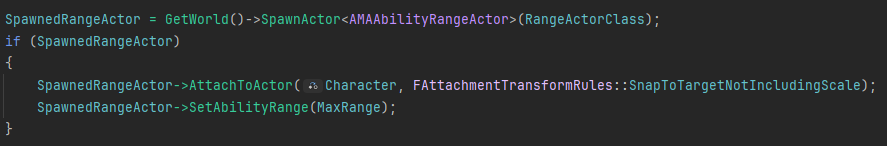 SpawnedRangeActor = GetWorld()->SpawnActor<AMAAbilityRangeActor>(RangeActorClass);
if (SpawnedRangeActor)
{
    SpawnedRangeActor->AttachToActor(Character, FAttachmentTransformRules::SnapToTargetNotIncludingScale);
    SpawnedRangeActor->SetAbilityRange(MaxRange);
}